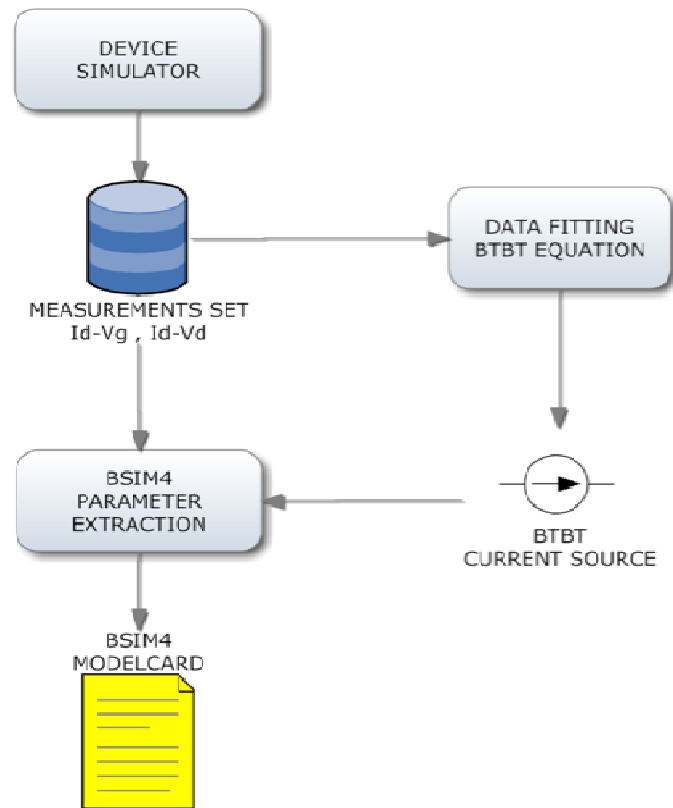 DEVICE
SIMULATOR
MEASUREMENTS SET
Id-Vg , Id-Vd
DATA FITTING
BTBT EQUATION
BTBT
CURRENT SOURCE
BSIM4
PARAMETER
EXTRACTION
BSIM4
MODELCARD